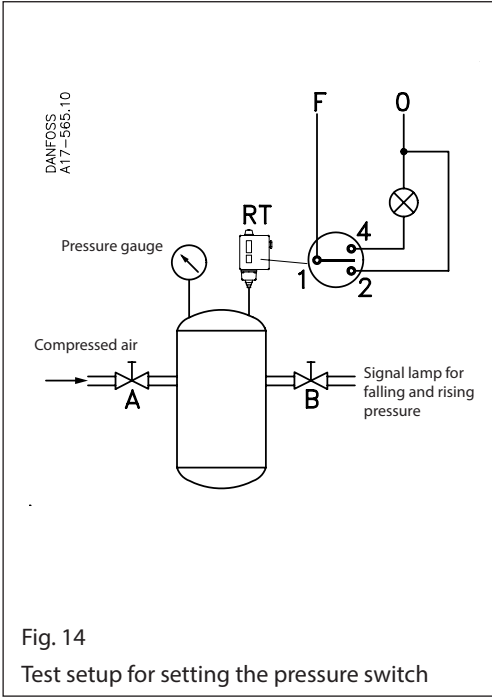 DANFOSS
A17-565.10
F
O
RT
4
1
2
Pressure gauge
Compressed air
A
B
Signal lamp for
falling and rising
pressure
Fig. 14
Test setup for setting the pressure switch